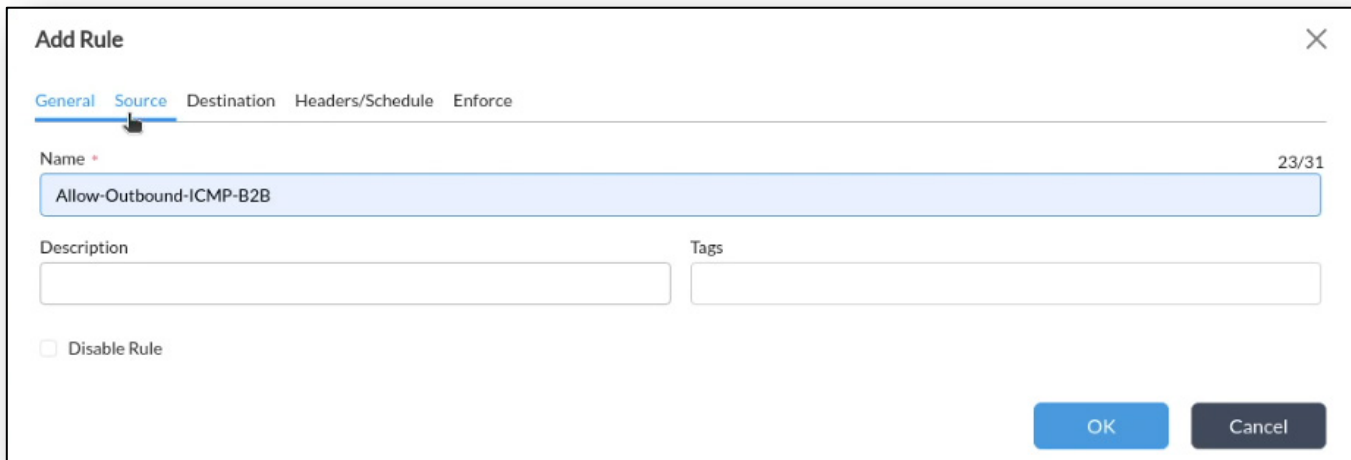 Add Rule
General Source Destination Headers/Schedule Enforce
Name * 23/31
Allow-Outbound-ICMP-B2B
Description Tags
Disable Rule
OK Cancel